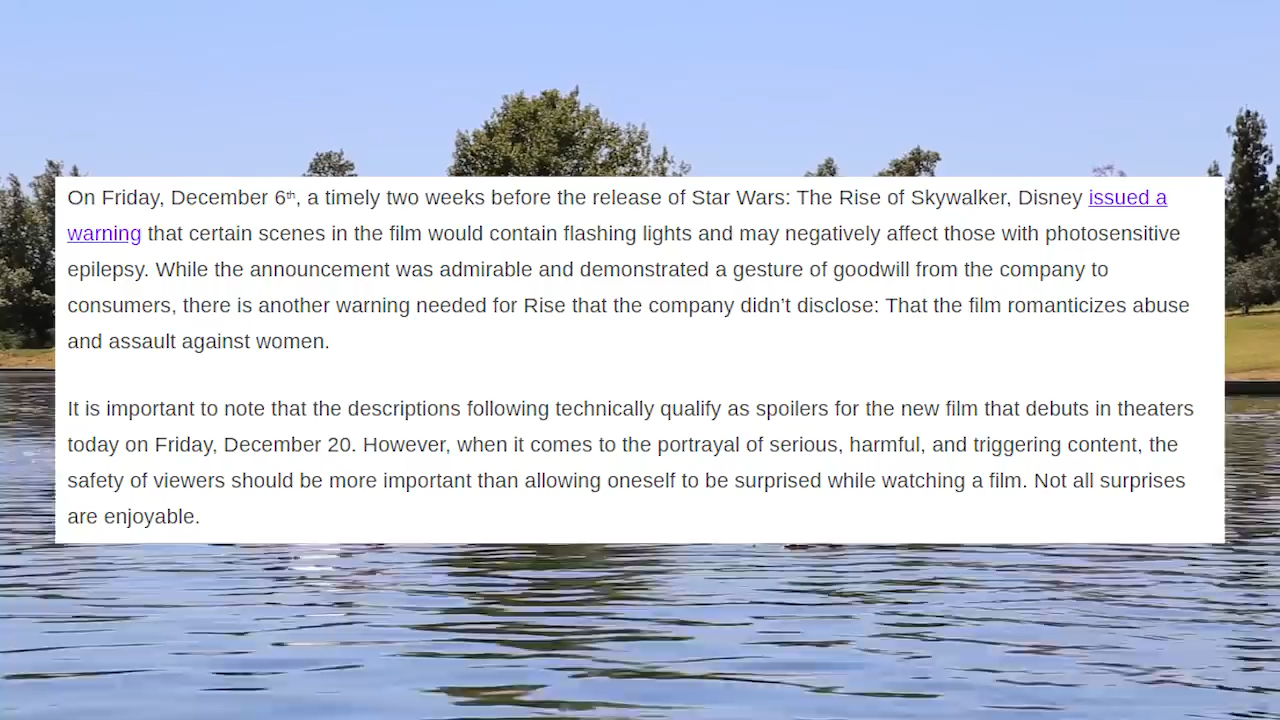 On Friday, December 6th, a timely two weeks before the release of Star Wars: The Rise of Skywalker, Disney issued a
warning that certain scenes in the film would contain flashing lights and may negatively affect those with photosensitive
epilepsy. While the announcement was admirable and demonstrated a gesture of goodwill from the company to
consumers, there is another warning needed for Rise that the company didn’t disclose: That the film romanticizes abuse
and assault against women.
It is important to note that the descriptions following technically qualify as spoilers for the new film that debuts in theaters
today on Friday, December 20. However, when it comes to the portrayal of serious, harmful, and triggering content, the
safety of viewers should be more important than allowing oneself to be surprised while watching a film. Not all surprises
are enjoyable.